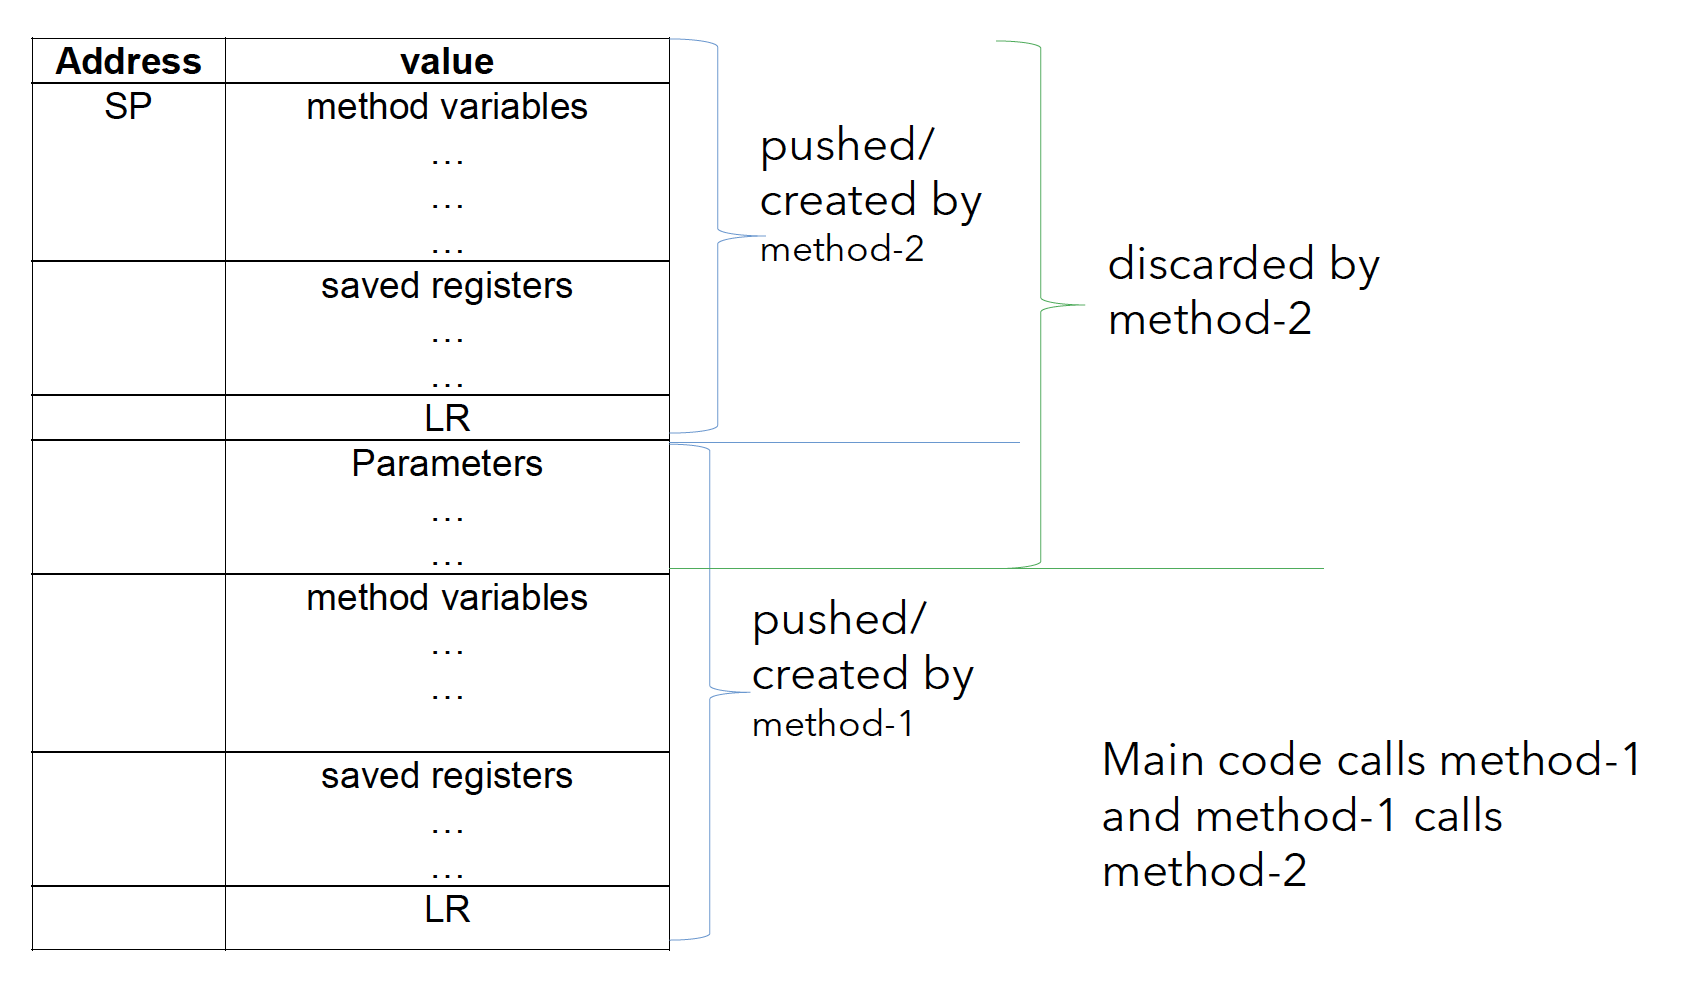 Address value
SP method variables
...
...
...
saved registers
...
...
LR
Parameters
...
...
method variables
...
...
saved registers
...
...
LR
pushed/
created by
method-2
discarded by
method-2
pushed/
created by
method-1
Main code calls method-1
and method-1 calls
method-2